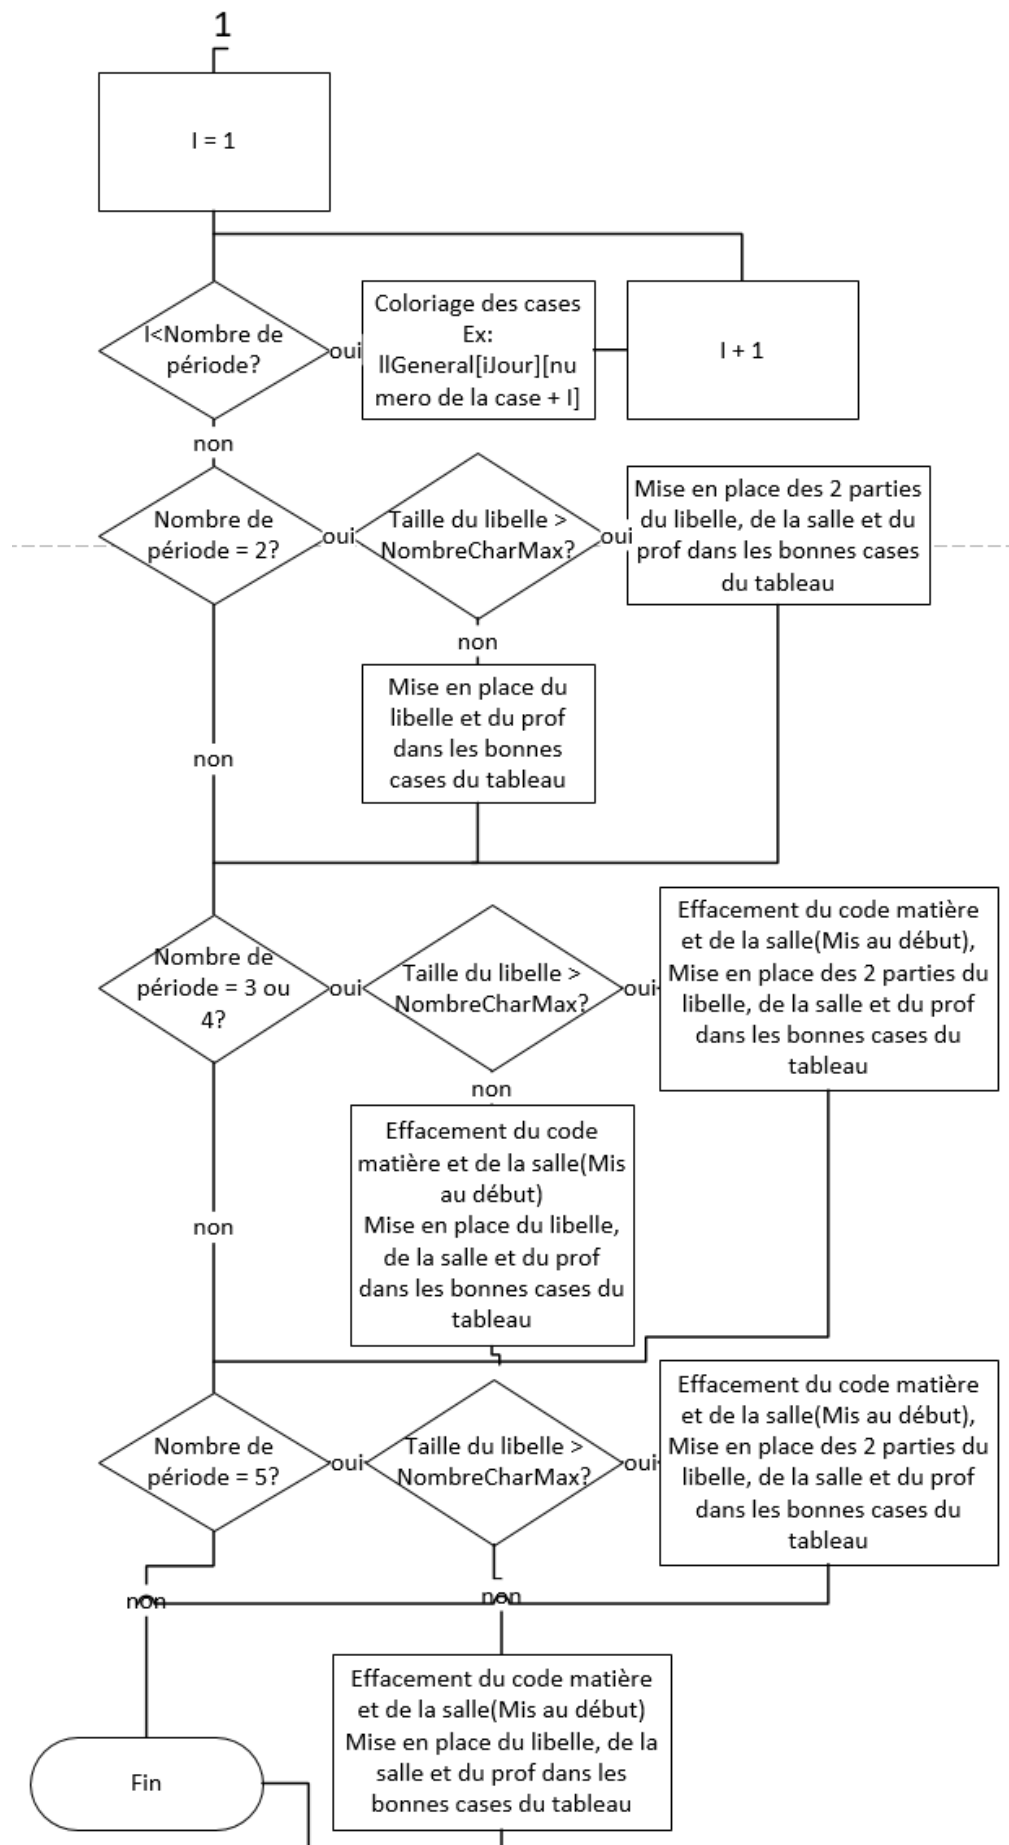 1
I = 1
I<Nombre de
période?
oui
Coloriage des cases
Ex:
llGeneral[iJour][nu
mero de la case + I]
I + 1
non
Nombre de
période = 2?
oui
Taille du libelle >
NombreCharMax?
oui
Mise en place des 2 parties
du libelle, de la salle et du
prof dans les bonnes cases
du tableau
non
Mise en place du
libelle et du prof
dans les bonnes
cases du tableau
non
Nombre de
période = 3 ou
4?
oui
Taille du libelle >
NombreCharMax?
oui
Effacement du code matière
et de la salle(Mis au début),
Mise en place des 2 parties du
libelle, de la salle et du prof
dans les bonnes cases du
tableau
non
Effacement du code
matière et de la salle(Mis
au début)
Mise en place du libelle,
de la salle et du prof
dans les bonnes cases du
tableau
non
Nombre de
période = 5?
oui
Taille du libelle >
NombreCharMax?
oui
Effacement du code matière
et de la salle(Mis au début),
Mise en place des 2 parties du
libelle, de la salle et du prof
dans les bonnes cases du
tableau
non
non
Effacement du code matière
et de la salle(Mis au début)
Mise en place du libelle, de la
salle et du prof dans les
bonnes cases du tableau
Fin